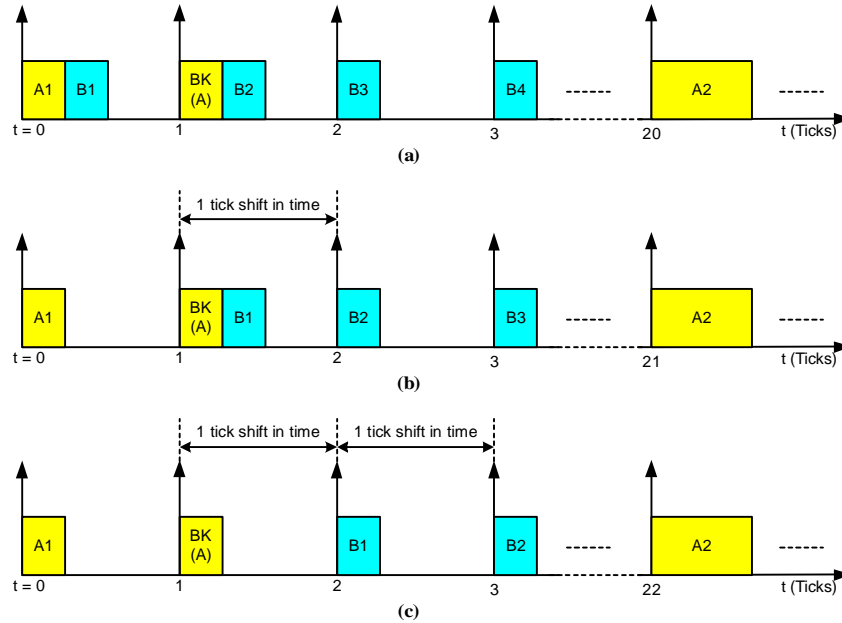 A1 B1 BK B2 B3 B4 A2
(A)
t = 0 1 2 3 20 t (Ticks)
(a)
1 tick shift in time
A1 BK B1 B2 B3 A2
(A)
t = 0 1 2 3 21 t (Ticks)
(b)
1 tick shift in time 1 tick shift in time
A1 BK B1 B2 A2
(A)
t = 0 1 2 3 22 t (Ticks)
(c)